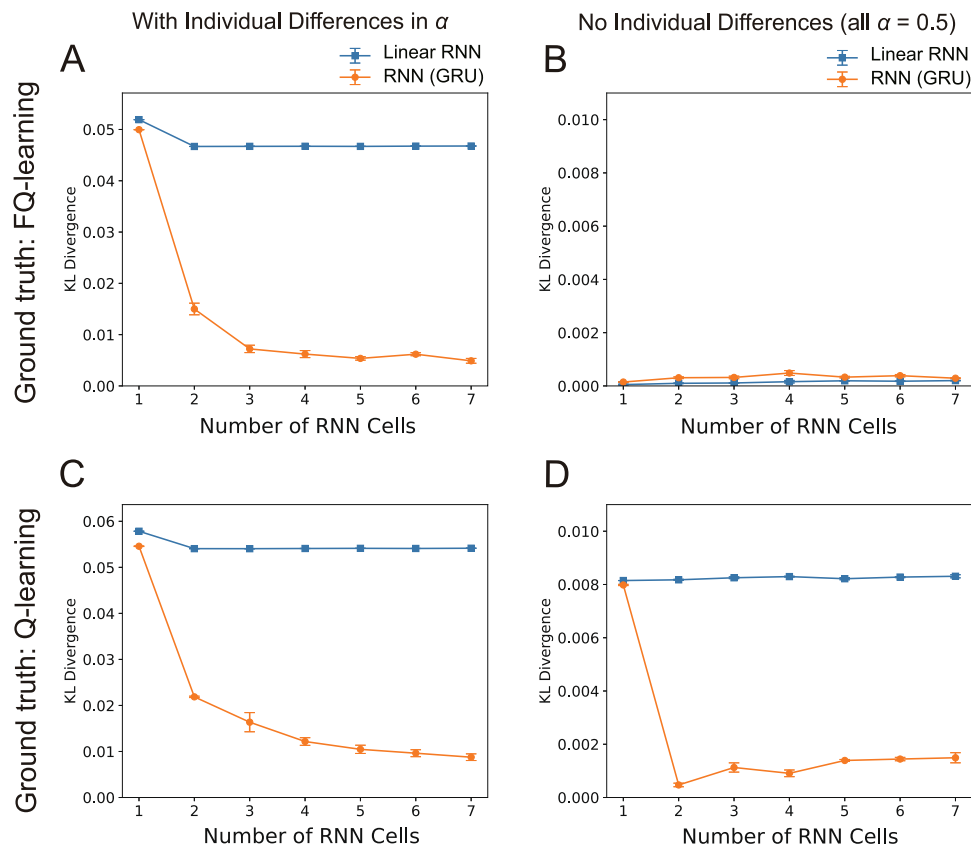 With Individual Differences in α
No Individual Differences (all α = 0.5)
A
Linear RNN
RNN (GRU)
B
Linear RNN
RNN (GRU)
Ground truth: FQ-learning
KL Divergence
0.05
0.04
0.03
0.02
0.01
0.00
1 2 3 4 5 6 7
Number of RNN Cells
KL Divergence
0.010
0.008
0.006
0.004
0.002
0.000
1 2 3 4 5 6 7
Number of RNN Cells
C
D
Ground truth: Q-learning
KL Divergence
0.06
0.05
0.04
0.03
0.02
0.01
0.00
1 2 3 4 5 6 7
Number of RNN Cells
KL Divergence
0.010
0.008
0.006
0.004
0.002
0.000
1 2 3 4 5 6 7
Number of RNN Cells